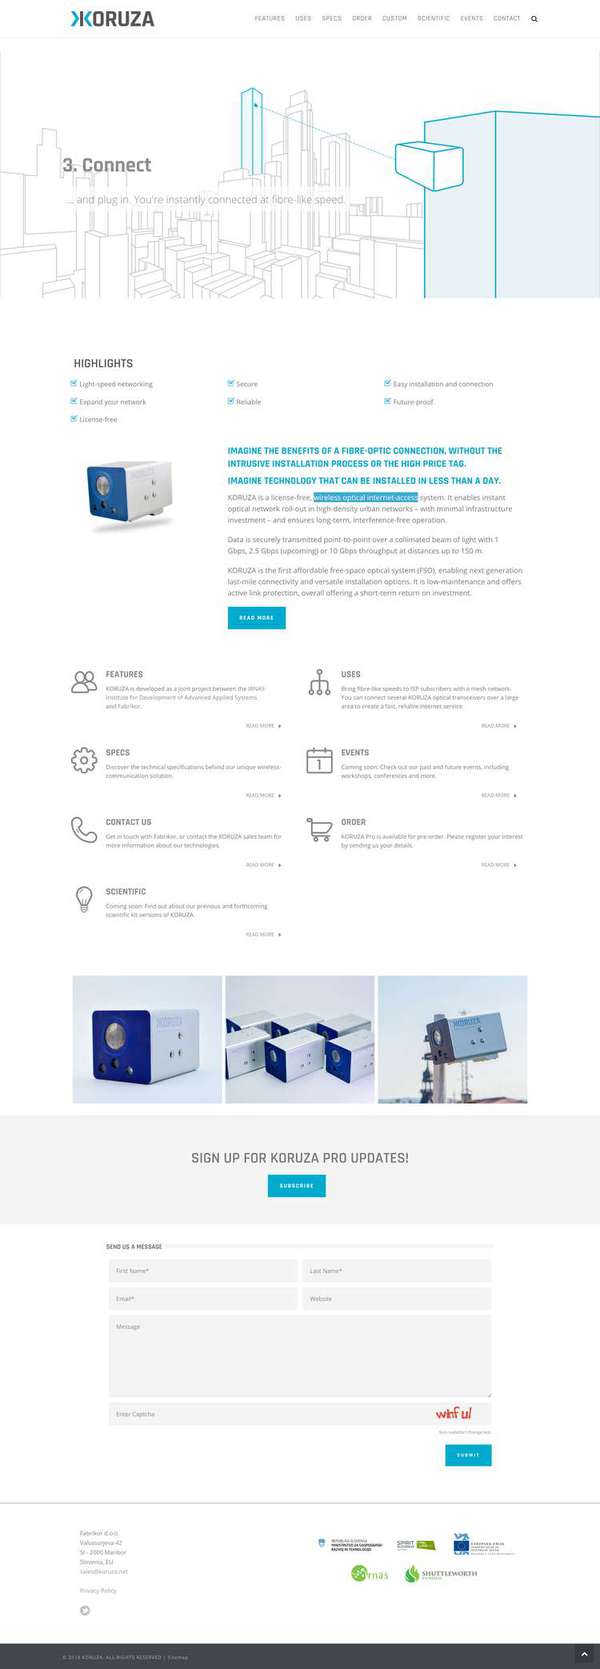 KORUZA
FEATURES USES SPECS ORDER CUSTOM SCIENTIFIC EVENTS CONTACT
3. Connect
... and plug in. You're instantly connected at fibre-like speed.
HIGHLIGHTS
Light-speed networking
Secure
Easy installation and connection
Expand your network
Reliable
Future-proof
License-free
IMAGINE THE BENEFITS OF A FIBRE-OPTIC CONNECTION, WITHOUT THE
INTRUSIVE INSTALLATION PROCESS OR THE HIGH PRICE TAG.
IMAGINE TECHNOLOGY THAT CAN BE INSTALLED IN LESS THAN A DAY.
KORUZA is a license-free, wireless optical internet-access system. It enables instant
optical network roll-out in high-density urban networks – with minimal infrastructure
investment – and ensures long-term, interference-free operation.
Data is securely transmitted point-to-point over a collimated beam of light with 1
Gbps, 2.5 Gbps (upcoming) or 10 Gbps throughput at distances up to 150 m.
KORUZA is the first affordable free-space optical system (FSO), enabling next generation
last-mile connectivity and versatile installation options. It is low-maintenance and offers
active link protection, overall offering a short-term return on investment.
READ MORE
FEATURES
KORUZA is developed as a joint project between the IRNAS
Institute for Development of Advanced Applied Systems
and Fabrikor.
READ MORE
USES
Bring fibre-like speeds to ISP subscribers with a mesh network.
You can connect several KORUZA optical transceivers over a large
area to create a fast, reliable internet service.
READ MORE
SPECS
Discover the technical specifications behind our unique wireless-
communication solution.
READ MORE
EVENTS
Coming soon: Check out our past and future events, including
workshops, conferences and more.
READ MORE
CONTACT US
Get in touch with Fabrikor, or contact the KORUZA sales team for
more information about our technologies.
READ MORE
ORDER
KORUZA Pro is available for pre-order. Please register your interest
by sending us your details.
READ MORE
SCIENTIFIC
Coming soon: Find out about our previous and forthcoming
scientific kit versions of KORUZA.
READ MORE
KORUZA
KORUZA
SIGN UP FOR KORUZA PRO UPDATES!
SUBSCRIBE
SEND US A MESSAGE
First Name*
Last Name*
Email*
Website
Message
Enter Captcha
winful
SUBMIT
Fabrikor d.o.o.
Valvasorjeva 42
SI - 2000 Maribor
Slovenia, EU
sales@koruza.net
Privacy Policy
REPUBLIKA SLOVENIJA
MINISTRSTVO ZA GOSPODARSKI
RAZVOJ IN TEHNOLOGIJO
SPIRIT
EVROPSKA UNIJA
irnas
SHUTTLEWORTH
© 2018 KORUZA. ALL RIGHTS RESERVED | Sitemap